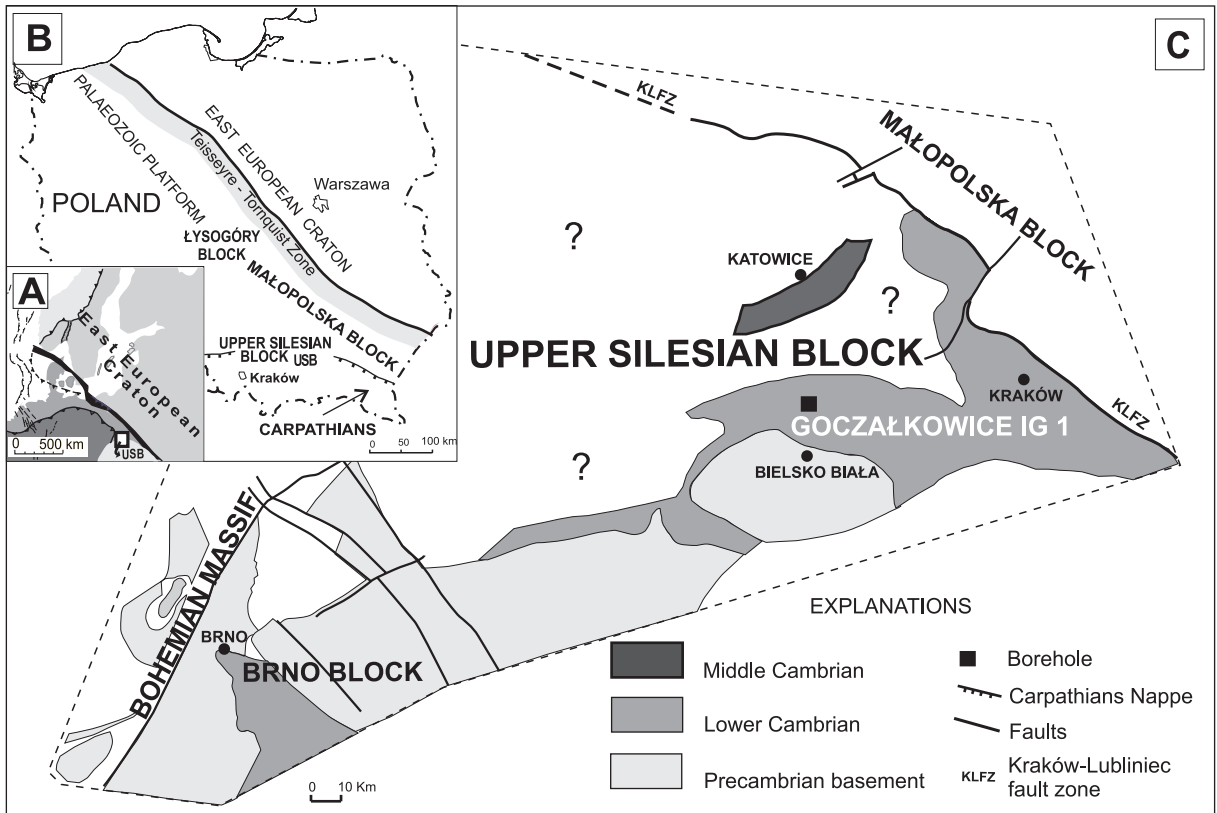 B
PALAEOZOIC PLATFORM
EAST EUROPEAN CRATON
Teisseyre - Tornquist Zone
Warszawa
POLAND
ŁYSOGÓRY
BLOCK
MAŁOPOLSKA BLOCK
UPPER SILESIAN
BLOCK USB
Kraków
CARPATHIANS
0 50 100 km
A
East European
Craton
0 500 km
USB
C
KLFZ
MAŁOPOLSKA BLOCK
?
KATOWICE
?
UPPER SILESIAN BLOCK
KRAKÓW
GOCZAŁKOWICE IG 1
KLFZ
?
BIELSKO BIAŁA
BOHEMIAN MASSIF
BRNO
BRNO BLOCK
0 10 Km
EXPLANATIONS
Middle Cambrian
Lower Cambrian
Precambrian basement
Borehole
Carpathians Nappe
Faults
KLFZ Kraków-Lubliniec
fault zone